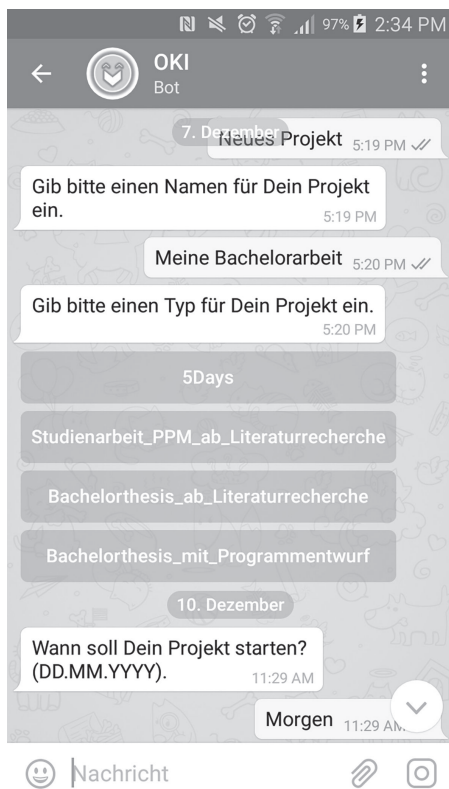 97% 2:34 PM
OKI
Bot
7. Dezember
Neues Projekt 5:19 PM
Gib bitte einen Namen für Dein Projekt
ein. 5:19 PM
Meine Bachelorarbeit 5:20 PM
Gib bitte einen Typ für Dein Projekt ein.
5:20 PM
5Days
Studienarbeit_PPM_ab_Literaturrecherche
Bachelorthesis_ab_Literaturrecherche
Bachelorthesis_mit_Programmentwurf
10. Dezember
Wann soll Dein Projekt starten?
(DD.MM.YYYY). 11:29 AM
Morgen 11:29 AM
Nachricht